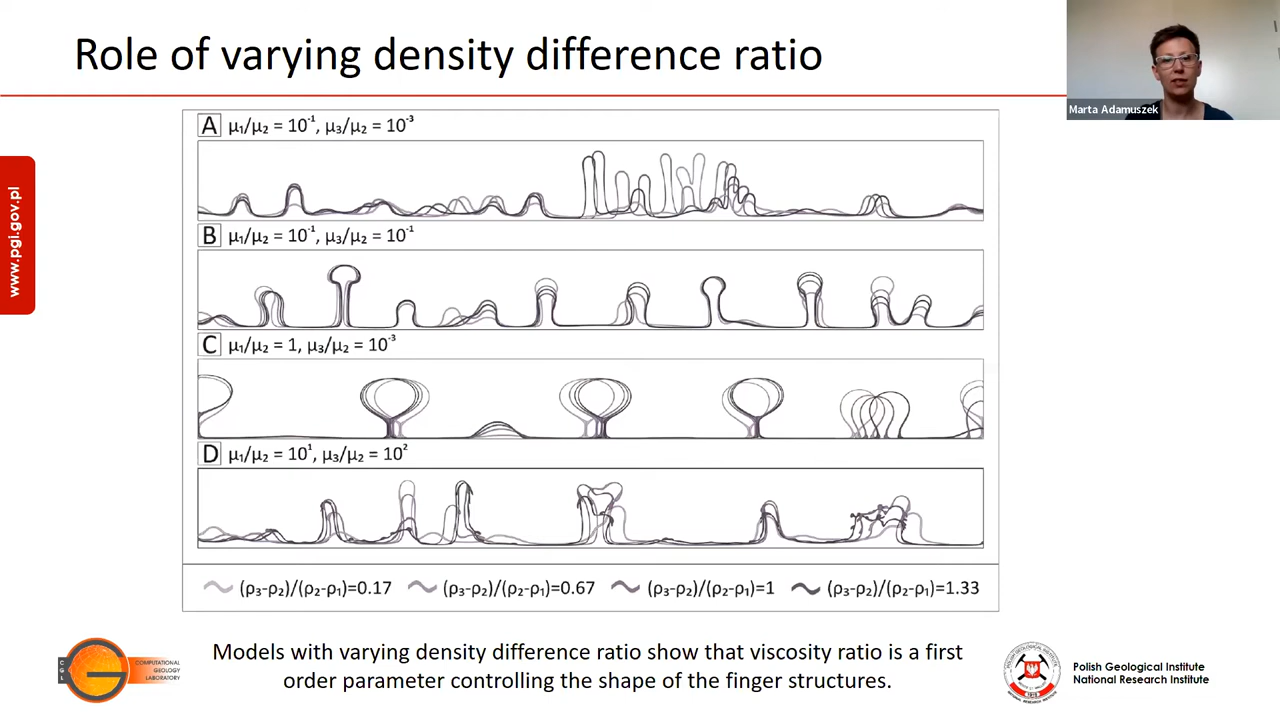 Role of varying density difference ratio
Marta Adamuszek
www.pgi.gov.pl
A μ₁/μ₂ = 10⁻¹, μ₃/μ₂ = 10⁻³
B μ₁/μ₂ = 10⁻¹, μ₃/μ₂ = 10⁻¹
C μ₁/μ₂ = 1, μ₃/μ₂ = 10⁻³
D μ₁/μ₂ = 10¹, μ₃/μ₂ = 10²
(ρ₃-ρ₂)/(ρ₂-ρ₁)=0.17 (ρ₃-ρ₂)/(ρ₂-ρ₁)=0.67 (ρ₃-ρ₂)/(ρ₂-ρ₁)=1 (ρ₃-ρ₂)/(ρ₂-ρ₁)=1.33
Models with varying density difference ratio show that viscosity ratio is a first
order parameter controlling the shape of the finger structures.
CGL
COMPUTATIONAL
GEOLOGY
LABORATORY
1919
Polish Geological Institute
National Research Institute